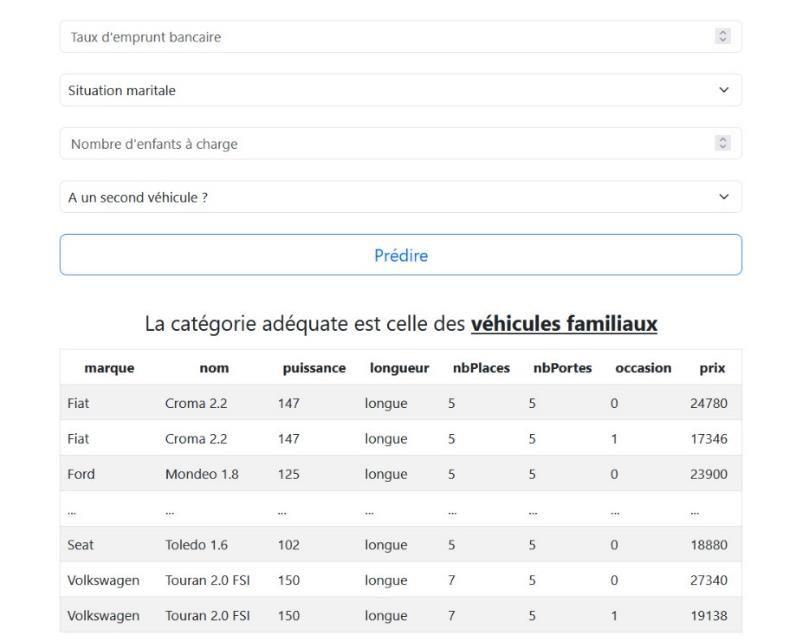 Taux d'emprunt bancaire
Situation maritale
Nombre d'enfants à charge
A un second véhicule ?
Prédire
La catégorie adéquate est celle des véhicules familiaux
marque nom puissance longueur nbPlaces nbPortes occasion prix
Fiat Croma 2.2 147 longue 5 5 0 24780
Fiat Croma 2.2 147 longue 5 5 1 17346
Ford Mondeo 1.8 125 longue 5 5 0 23900
... ... ... ... ... ... ... ...
Seat Toledo 1.6 102 longue 5 5 0 18880
Volkswagen Touran 2.0 FSI 150 longue 7 5 0 27340
Volkswagen Touran 2.0 FSI 150 longue 7 5 1 19138